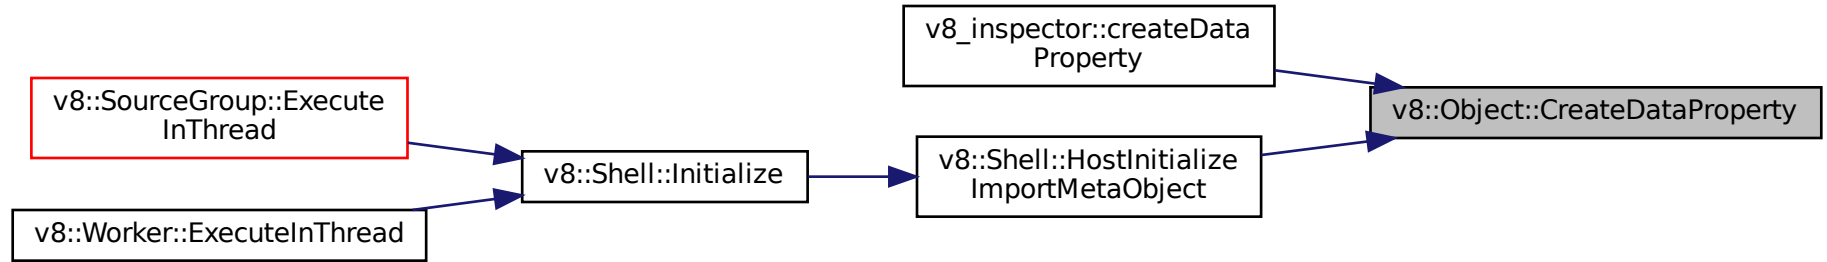 v8_inspector::createData
Property
v8::SourceGroup::Execute
InThread
v8::Object::CreateDataProperty
v8::Shell::HostInitialize
ImportMetaObject
v8::Shell::Initialize
v8::Worker::ExecuteInThread